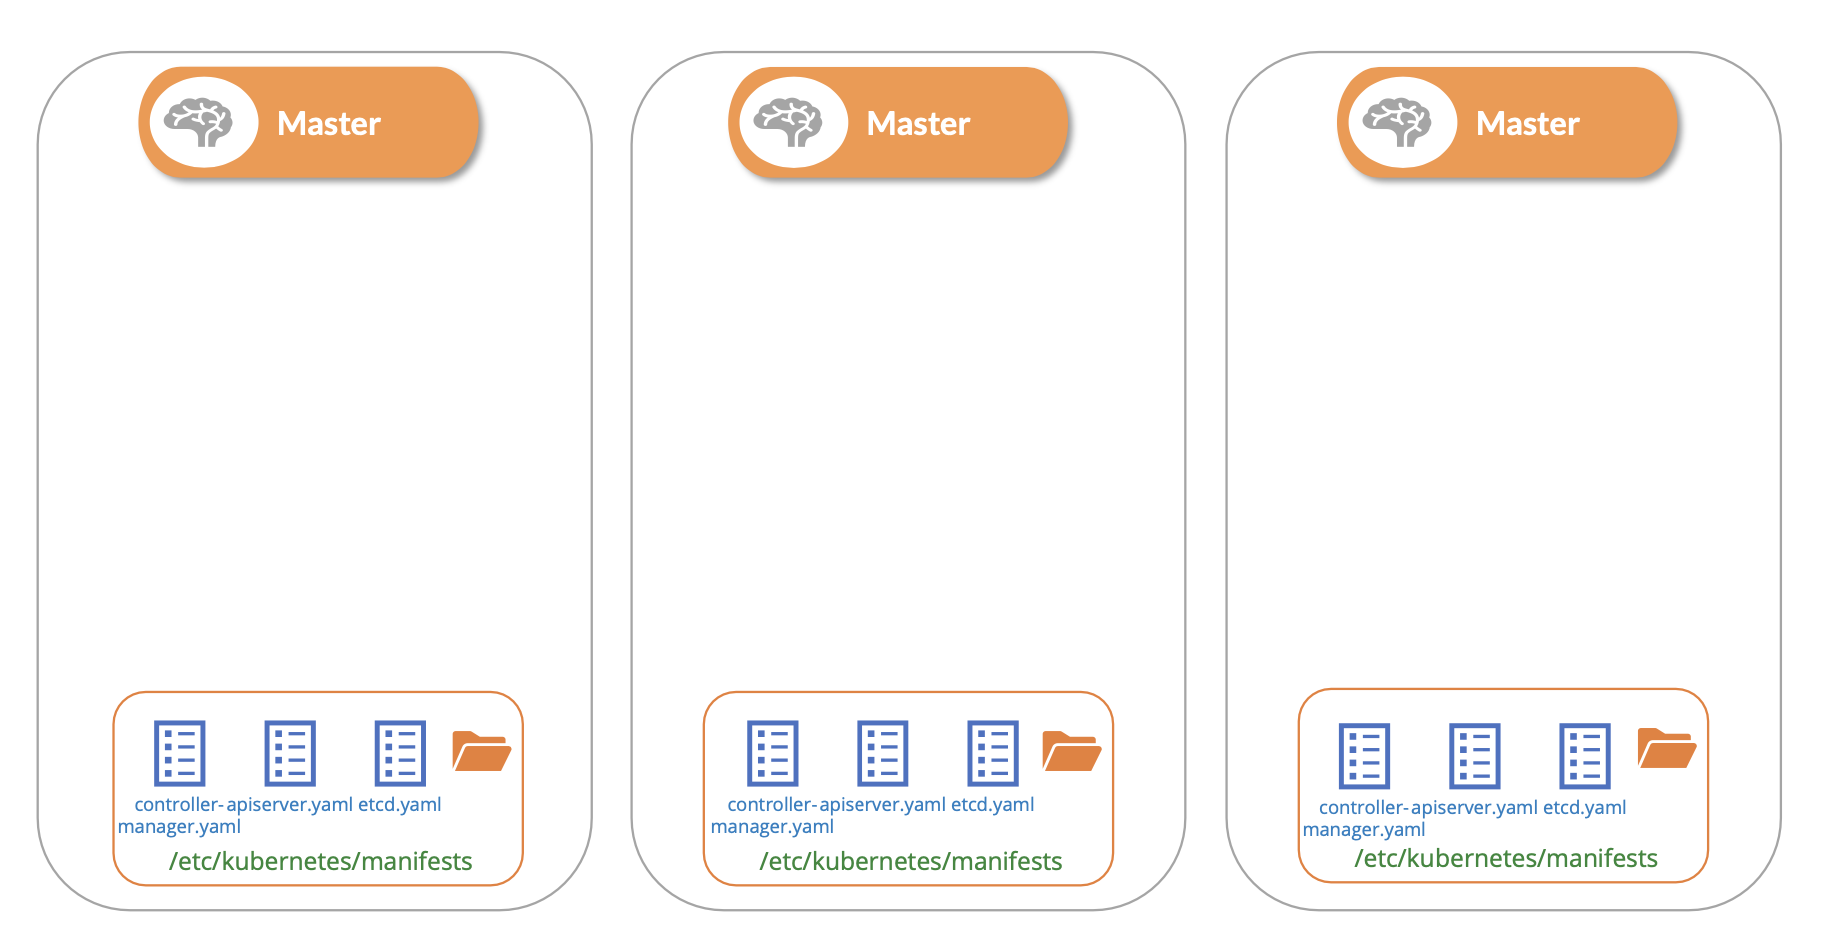 Master
controller-
manager.yaml
apiserver.yaml
etcd.yaml
/etc/kubernetes/manifests
Master
controller-
manager.yaml
apiserver.yaml
etcd.yaml
/etc/kubernetes/manifests
Master
controller-
manager.yaml
apiserver.yaml
etcd.yaml
/etc/kubernetes/manifests